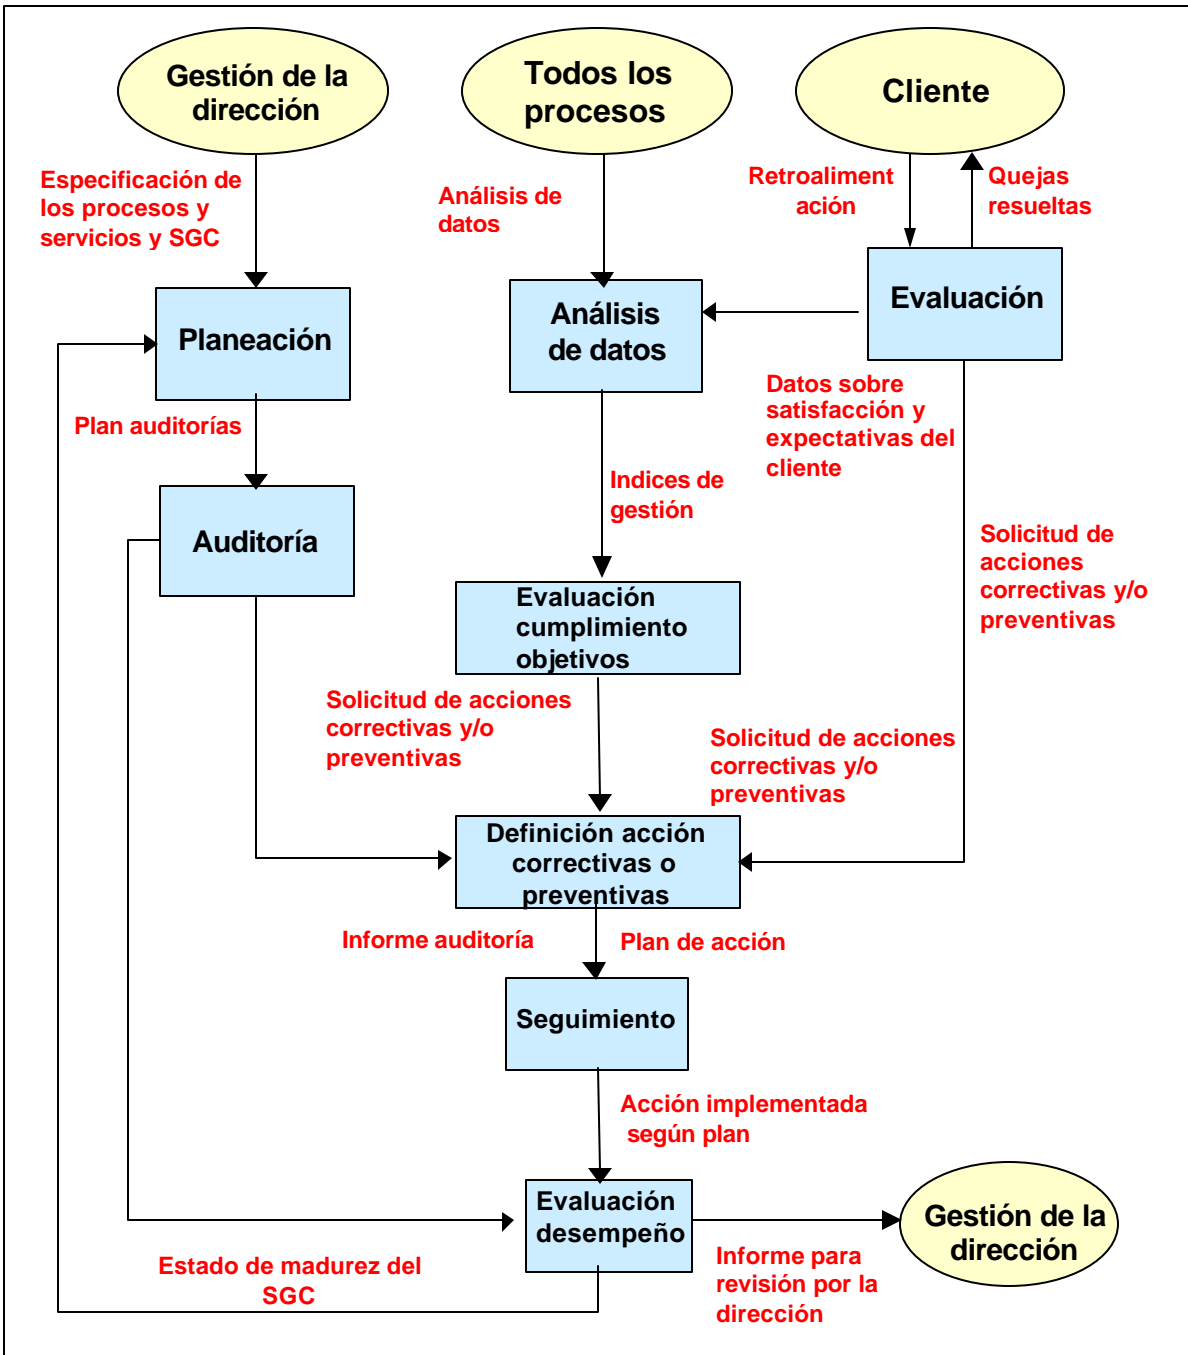 Gestión de la
dirección
Todos los
procesos
Cliente
Especificación de
los procesos y
servicios y SGC
Análisis de
datos
Retroaliment
ación
Quejas
resueltas
Planeación
Análisis
de datos
Evaluación
Plan auditorías
Datos sobre
satisfacción y
expectativas del
cliente
Indices de
gestión
Auditoría
Solicitud de
acciones
correctivas y/o
preventivas
Evaluación
cumplimiento
objetivos
Solicitud de acciones
correctivas y/o
preventivas
Solicitud de acciones
correctivas y/o
preventivas
Definición acción
correctivas o
preventivas
Informe auditoría
Plan de acción
Seguimiento
Acción implementada
según plan
Evaluación
desempeño
Gestión de la
dirección
Estado de madurez del
SGC
Informe para
revisión por la
dirección